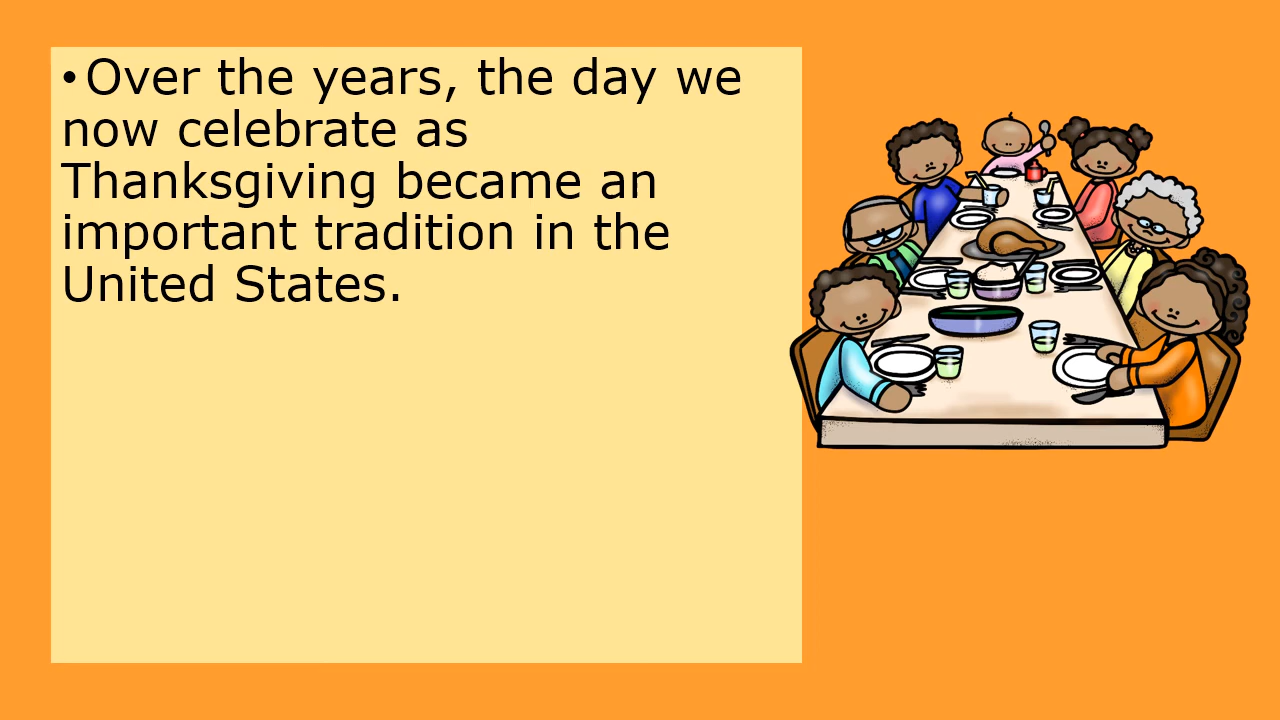 • Over the years, the day we
now celebrate as
Thanksgiving became an
important tradition in the
United States.